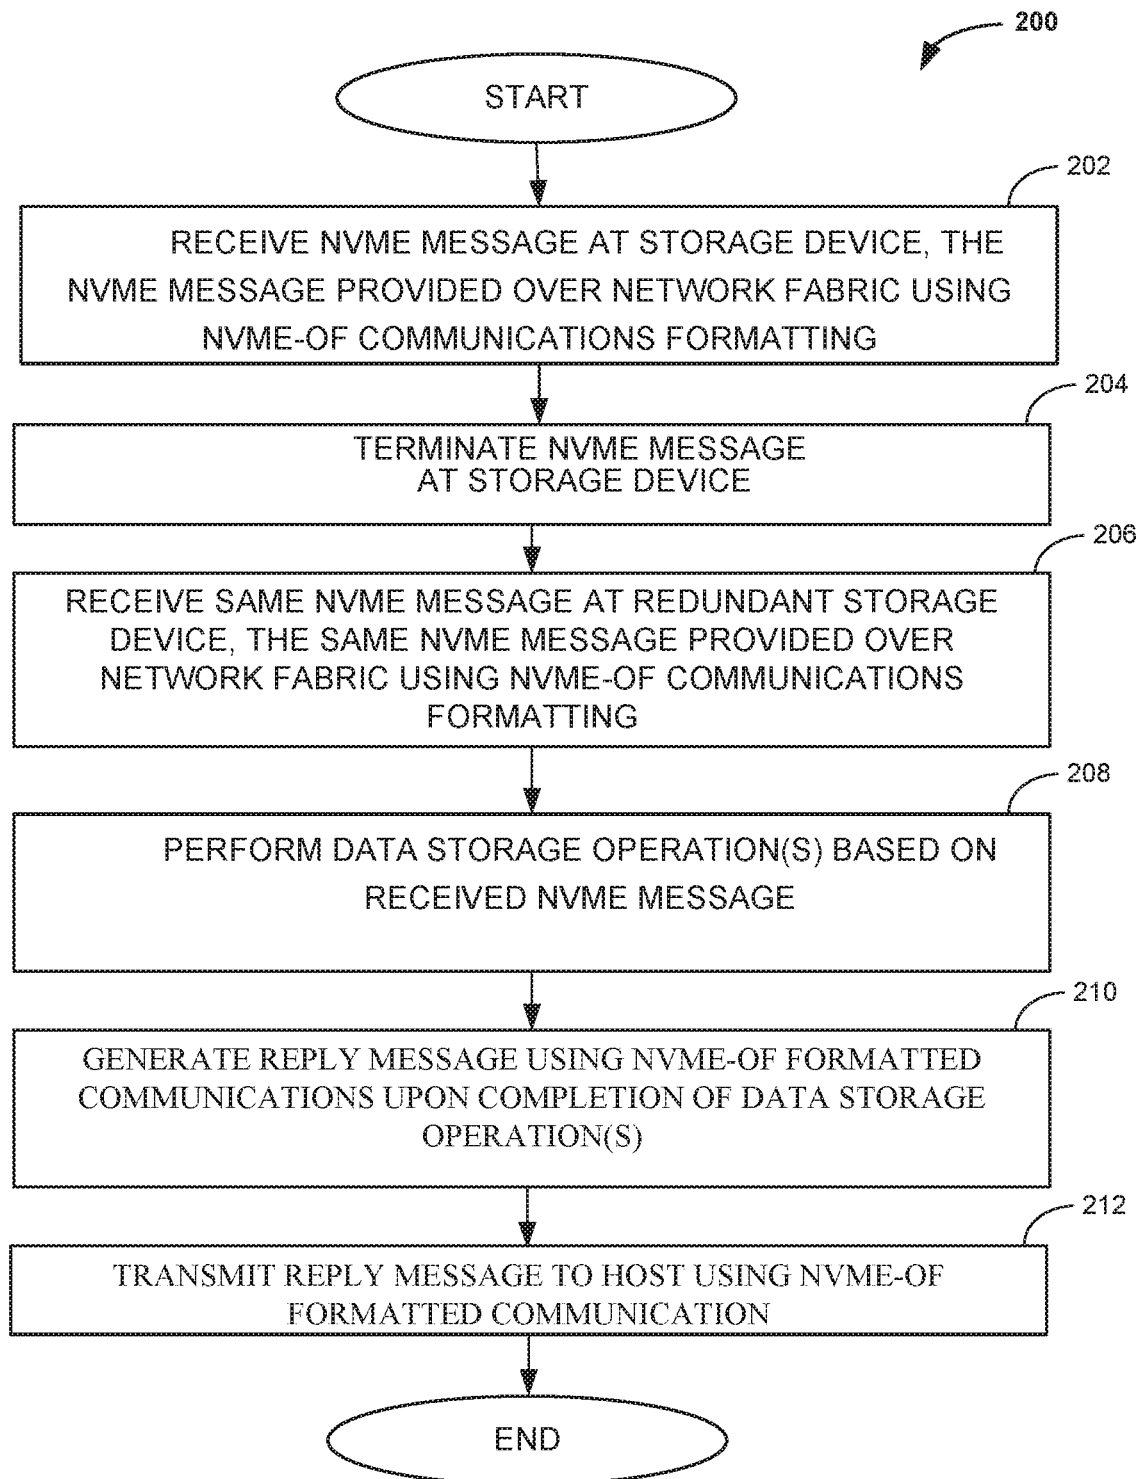 200
START
202
RECEIVE NVME MESSAGE AT STORAGE DEVICE, THE
NVME MESSAGE PROVIDED OVER NETWORK FABRIC USING
NVME-OF COMMUNICATIONS FORMATTING
204
TERMINATE NVME MESSAGE
AT STORAGE DEVICE
206
RECEIVE SAME NVME MESSAGE AT REDUNDANT STORAGE
DEVICE, THE SAME NVME MESSAGE PROVIDED OVER
NETWORK FABRIC USING NVME-OF COMMUNICATIONS
FORMATTING
208
PERFORM DATA STORAGE OPERATION(S) BASED ON
RECEIVED NVME MESSAGE
210
GENERATE REPLY MESSAGE USING NVME-OF FORMATTED
COMMUNICATIONS UPON COMPLETION OF DATA STORAGE
OPERATION(S)
212
TRANSMIT REPLY MESSAGE TO HOST USING NVME-OF
FORMATTED COMMUNICATION
END